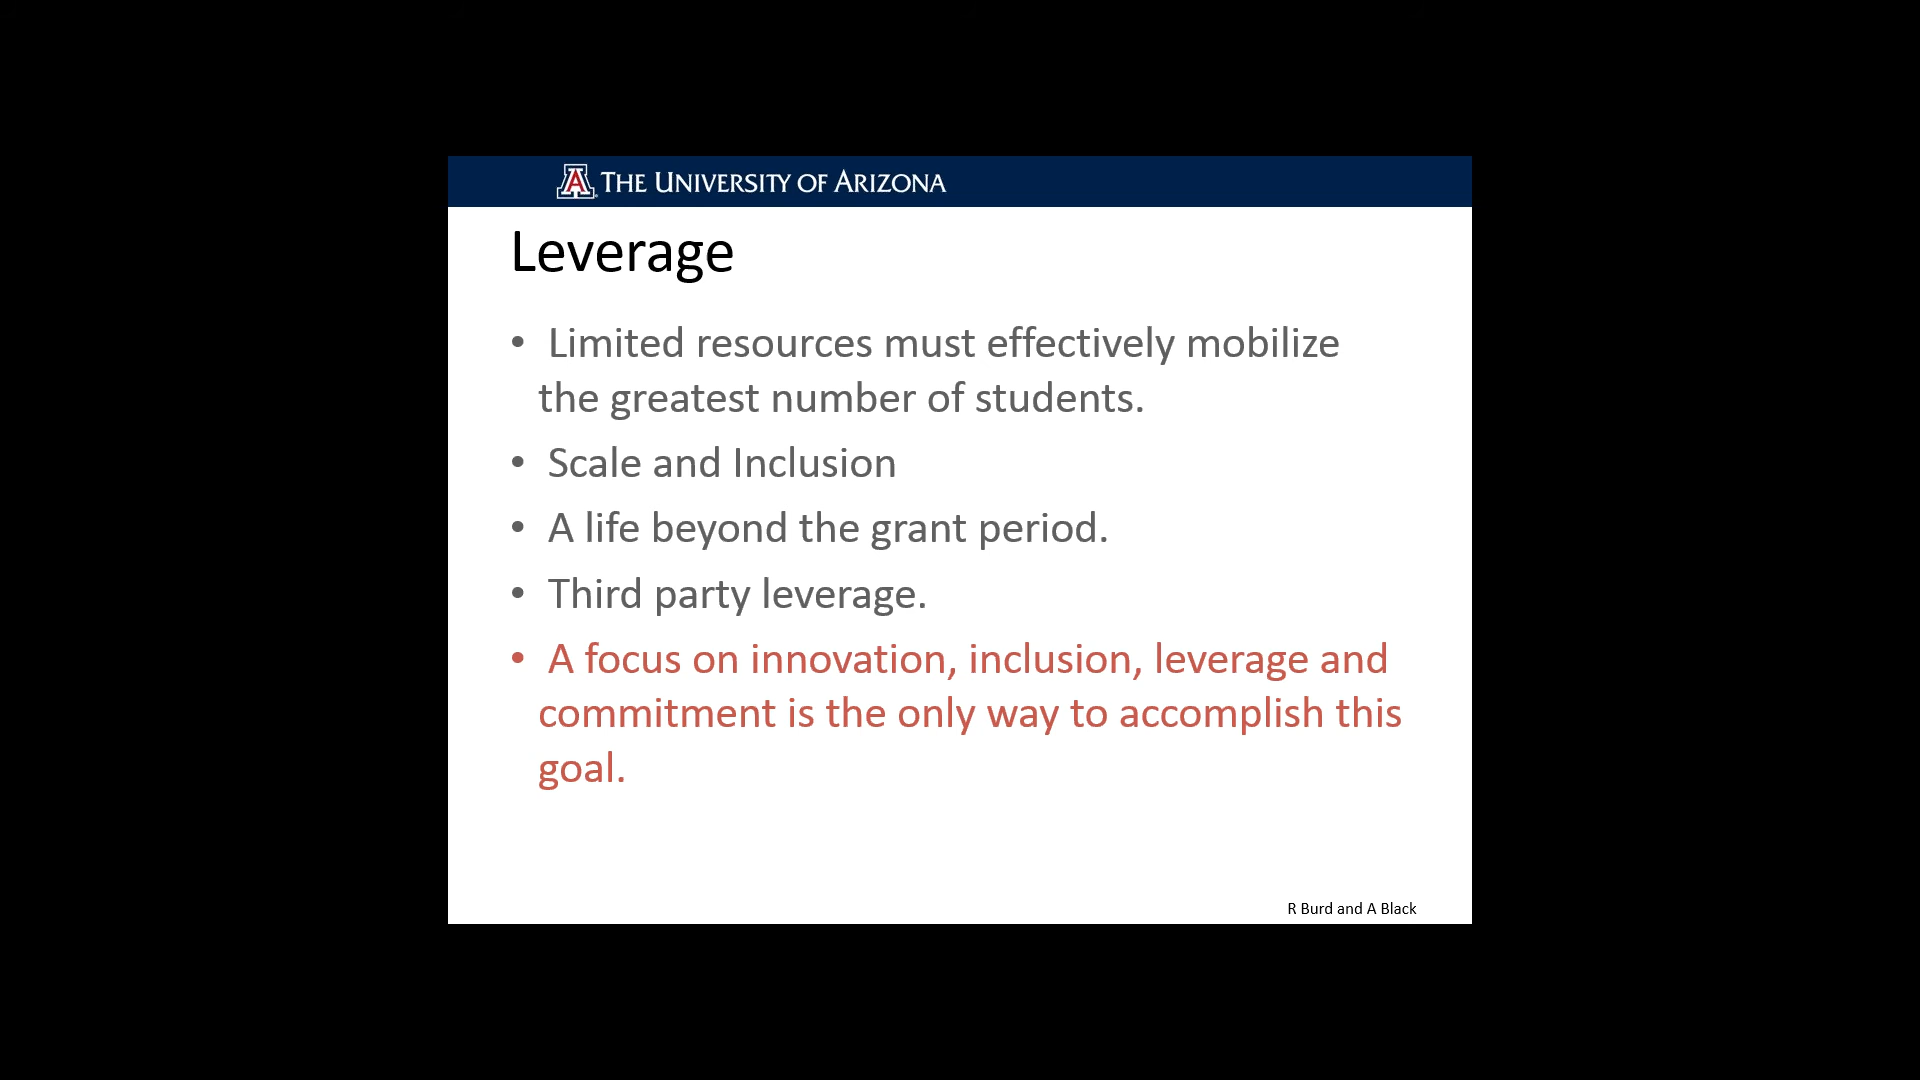 A THE UNIVERSITY OF ARIZONA
Leverage
• Limited resources must effectively mobilize
the greatest number of students.
• Scale and Inclusion
• A life beyond the grant period.
• Third party leverage.
• A focus on innovation, inclusion, leverage and
commitment is the only way to accomplish this
goal.
R Burd and A Black